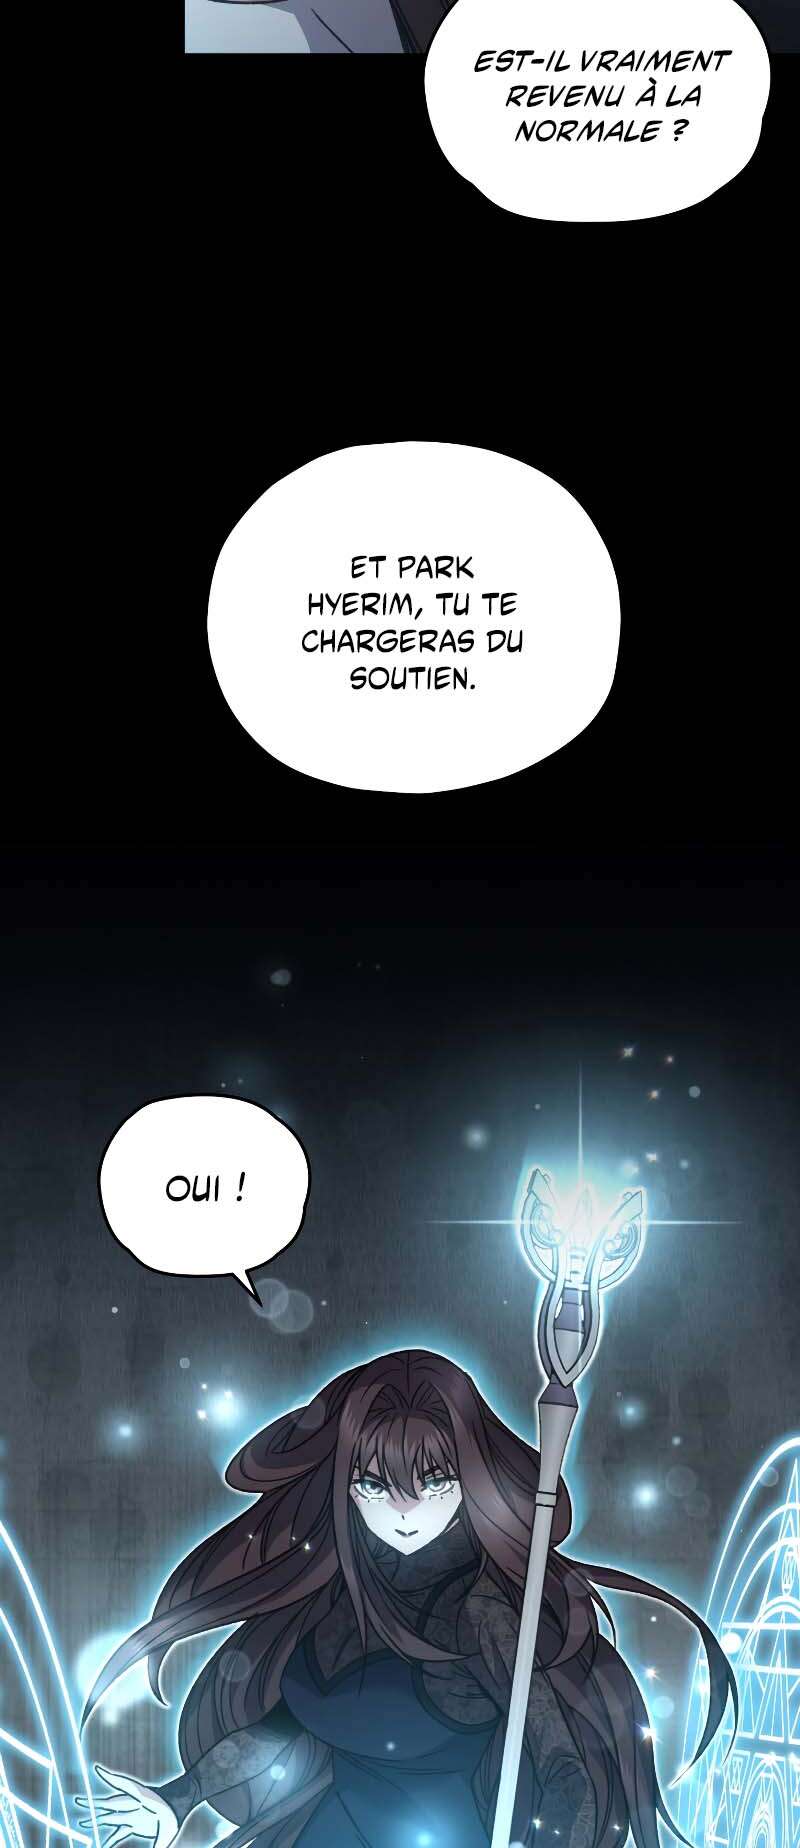 EST-IL VRAIMENT
REVENU À LA
NORMALE ?
ET PARK
HYERIM, TU TE
CHARGERAS DU
SOUTIEN.
OUI !